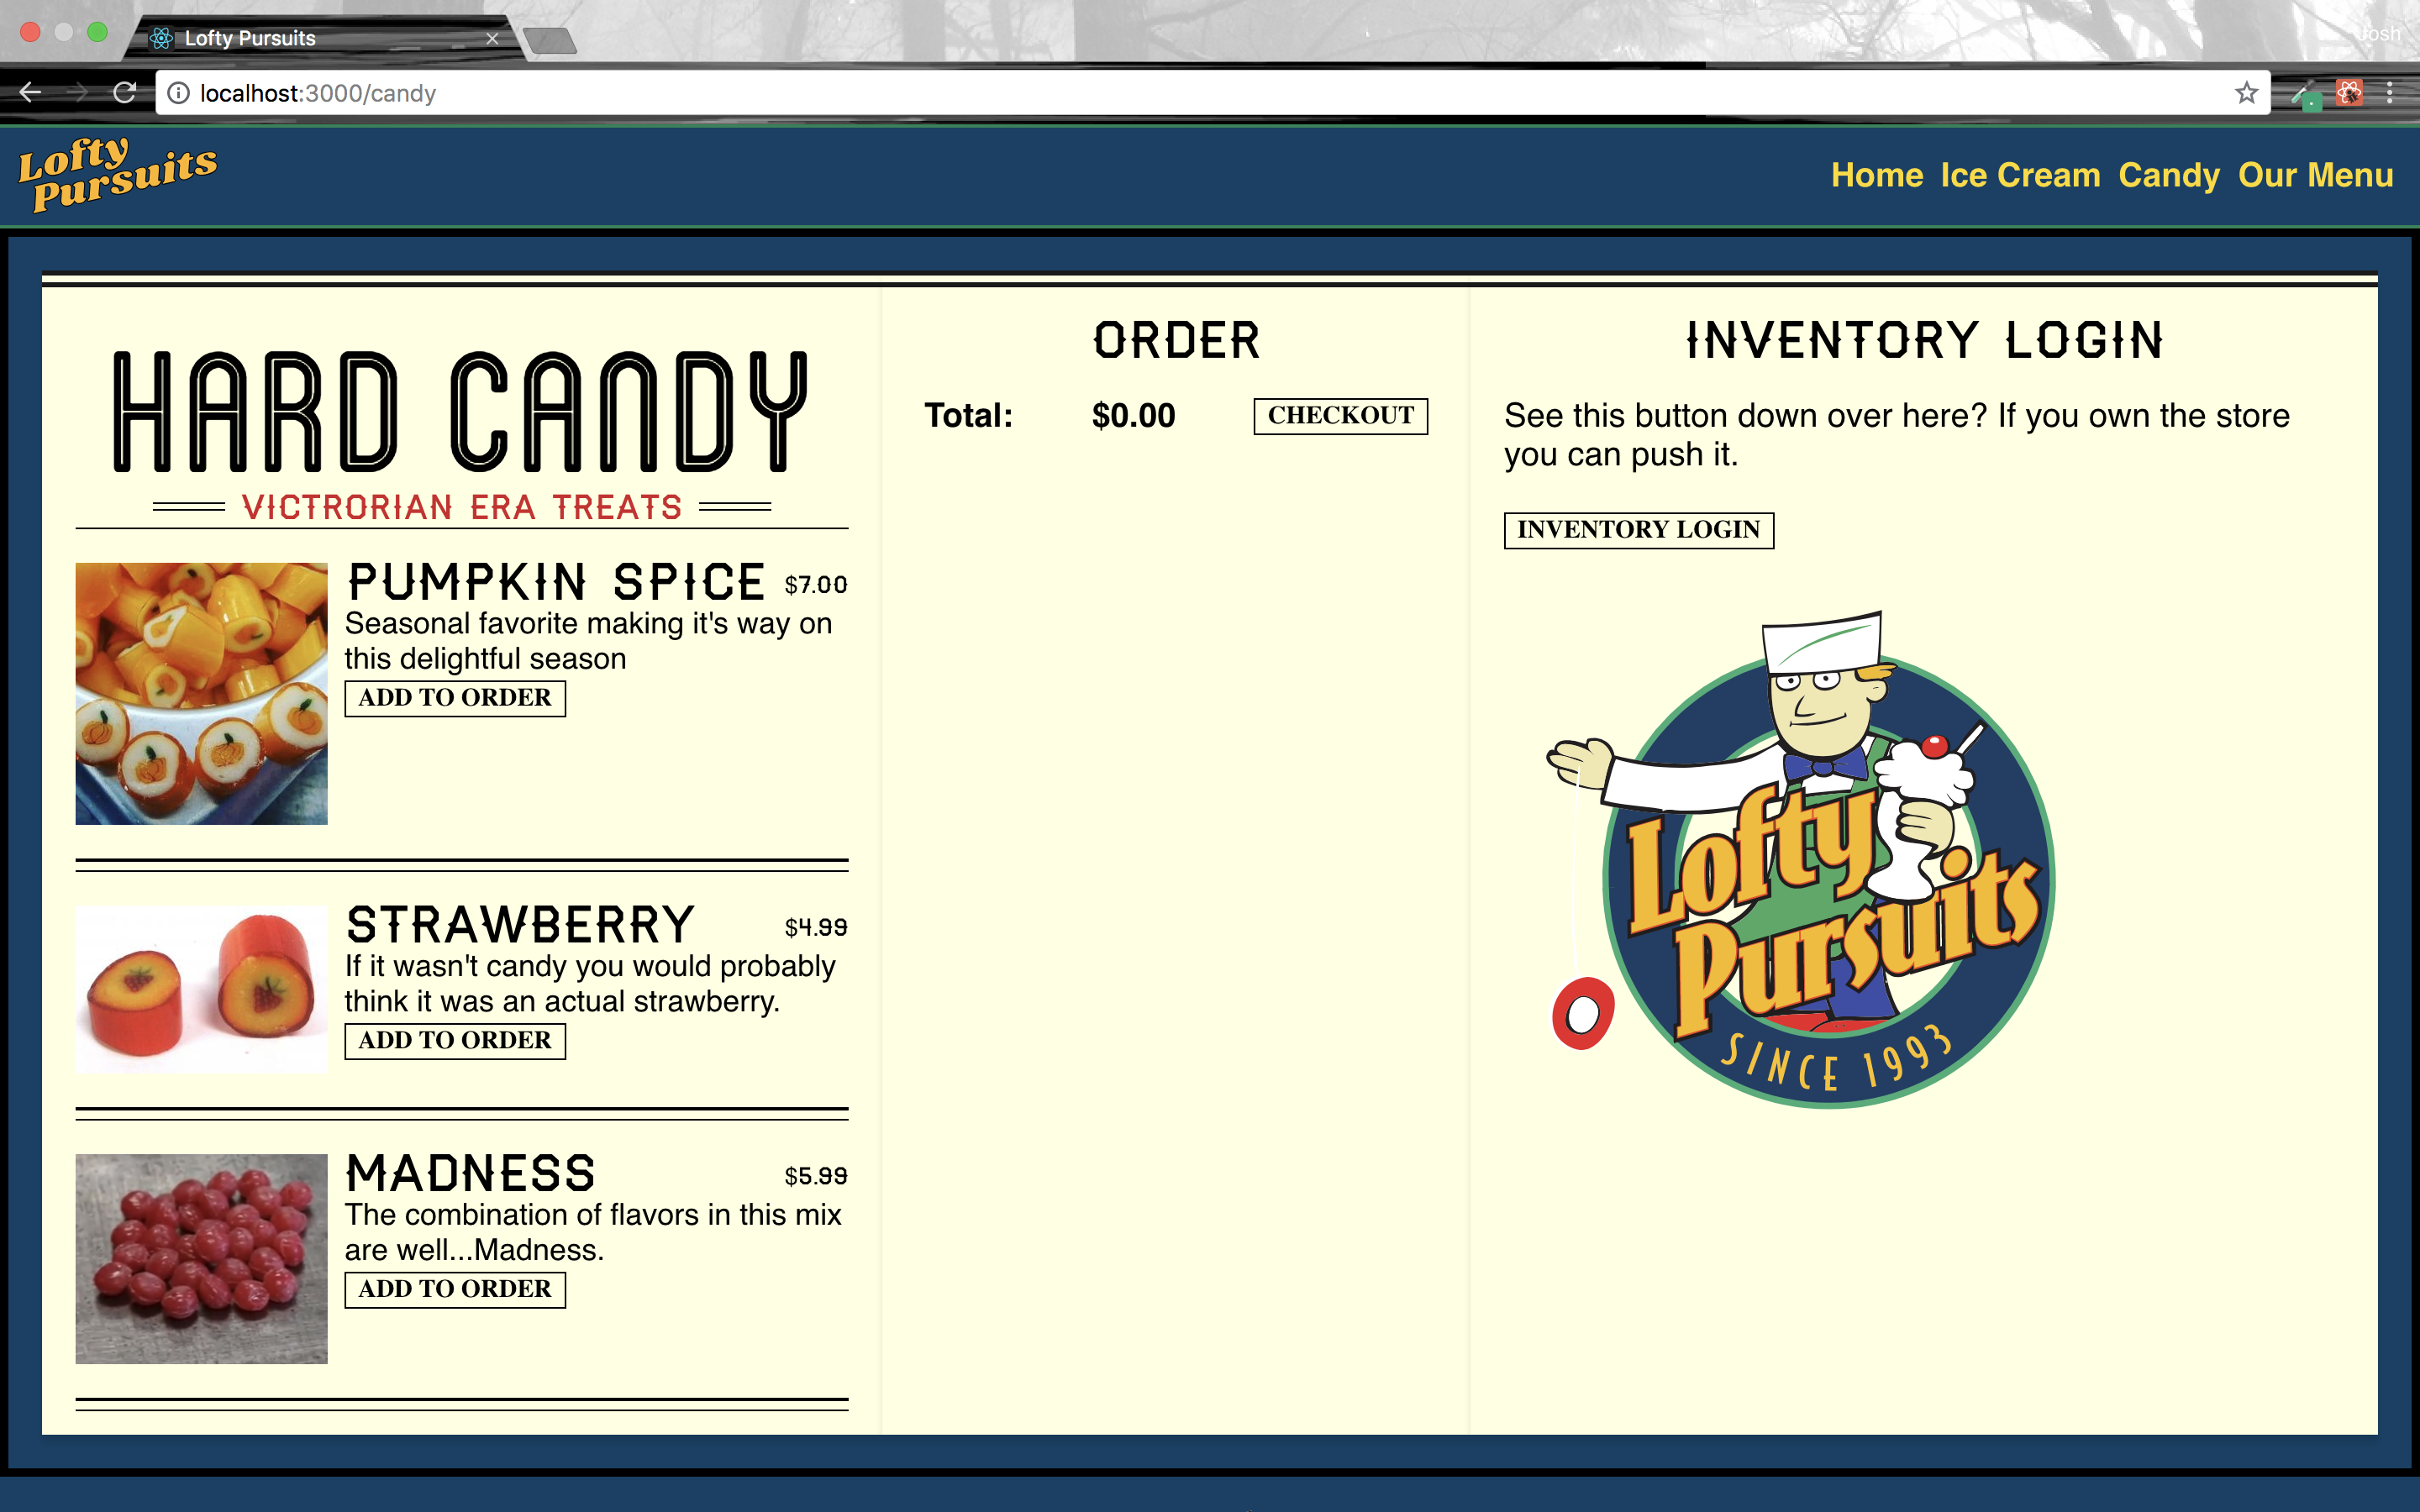 Lofty Pursuits
Josh
localhost:3000/candy
Lofty
Pursuits
Home Ice Cream Candy Our Menu
HARD CANDY
VICTRORIAN ERA TREATS
PUMPKIN SPICE $7.00
Seasonal favorite making it's way on
this delightful season
ADD TO ORDER
STRAWBERRY $4.99
If it wasn't candy you would probably
think it was an actual strawberry.
ADD TO ORDER
MADNESS $5.99
The combination of flavors in this mix
are well...Madness.
ADD TO ORDER
ORDER
Total: $0.00 CHECKOUT
INVENTORY LOGIN
See this button down over here? If you own the store
you can push it.
INVENTORY LOGIN
Lofty
Pursuits
SINCE 1993